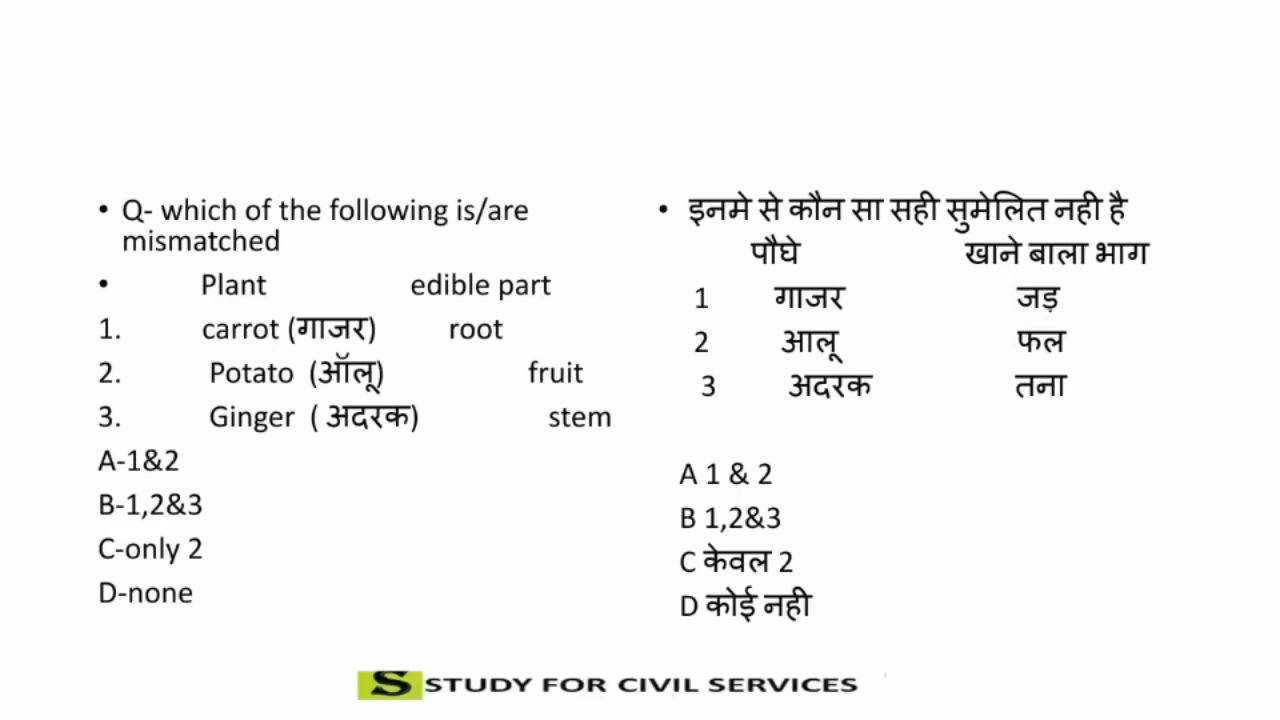 • Q- which of the following is/are
mismatched
• Plant edible part
1. carrot (गाजर) root
2. Potato (ऑलू) fruit
3. Ginger ( अदरक) stem
A-1&2
B-1,2&3
C-only 2
D-none
• इनमे से कौन सा सही सुमेलित नही है
पौघे खाने बाला भाग
1 गाजर जड़
2 आलू फल
3 अदरक तना
A 1 & 2
B 1,2&3
C केवल 2
D कोई नही
S STUDY FOR CIVIL SERVICES